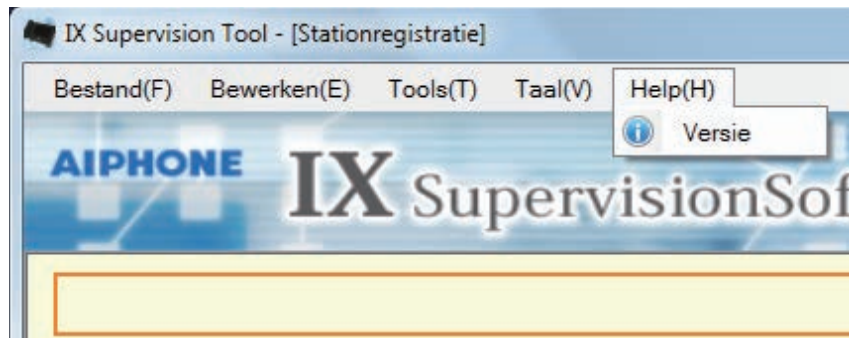 IX Supervision Tool - [Stationregistratie]
Bestand(F) Bewerken(E) Tools(T) Taal(V) Help(H)
Versie
AIPHONE IX SupervisionSof